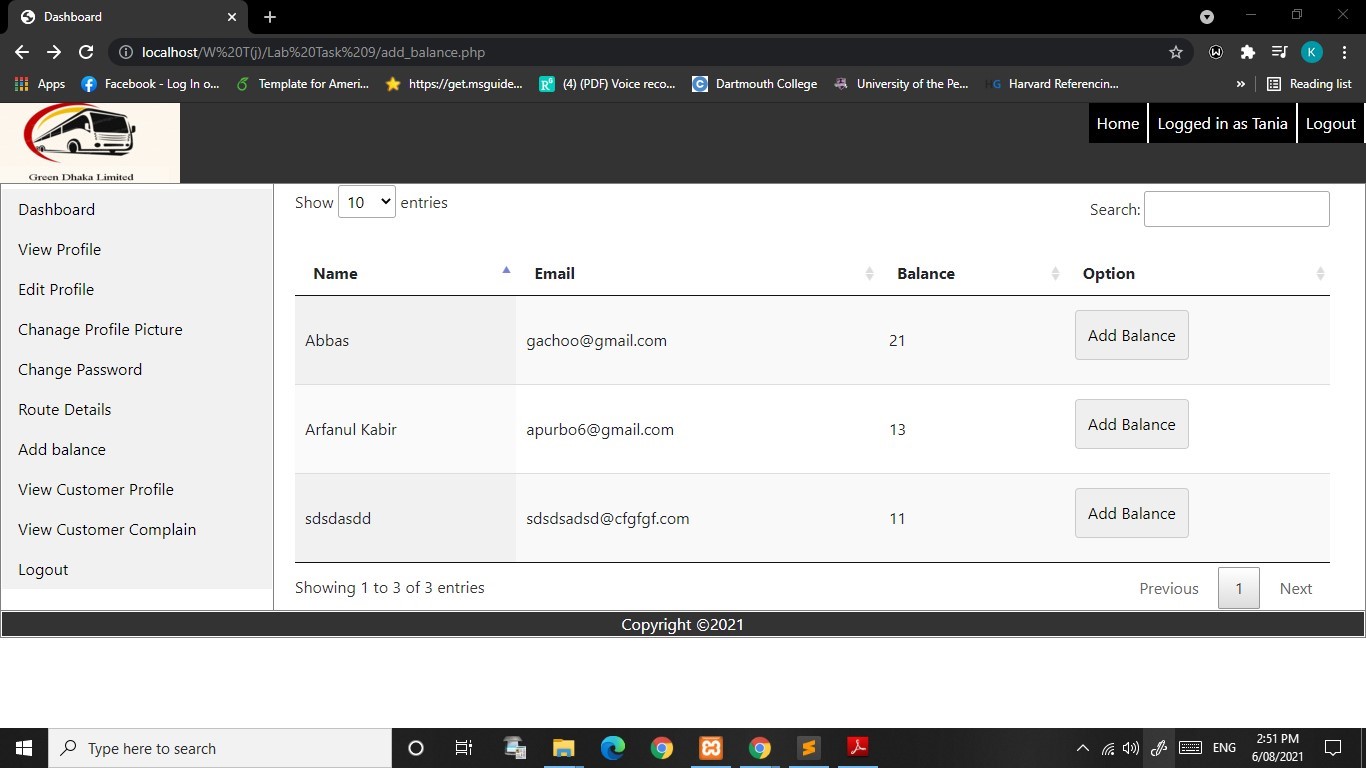 Dashboard
localhost/W%20T(j)/Lab%20Task%209/add_balance.php
K
Apps Facebook - Log In o... Template for Ameri... https://get.msguide... (4) (PDF) Voice reco... Dartmouth College University of the Pe... HG Harvard Referencin... » Reading list
Green Dhaka Limited
Home Logged in as Tania Logout
Dashboard
View Profile
Edit Profile
Chanage Profile Picture
Change Password
Route Details
Add balance
View Customer Profile
View Customer Complain
Logout
Show 10 entries Search:
Name Email Balance Option
Abbas gachoo@gmail.com 21 Add Balance
Arfanul Kabir apurbo6@gmail.com 13 Add Balance
sdsdasdd sdsdsadsd@cfgfgf.com 11 Add Balance
Showing 1 to 3 of 3 entries Previous 1 Next
Copyright ©2021
Type here to search
ENG
2:51 PM
6/08/2021